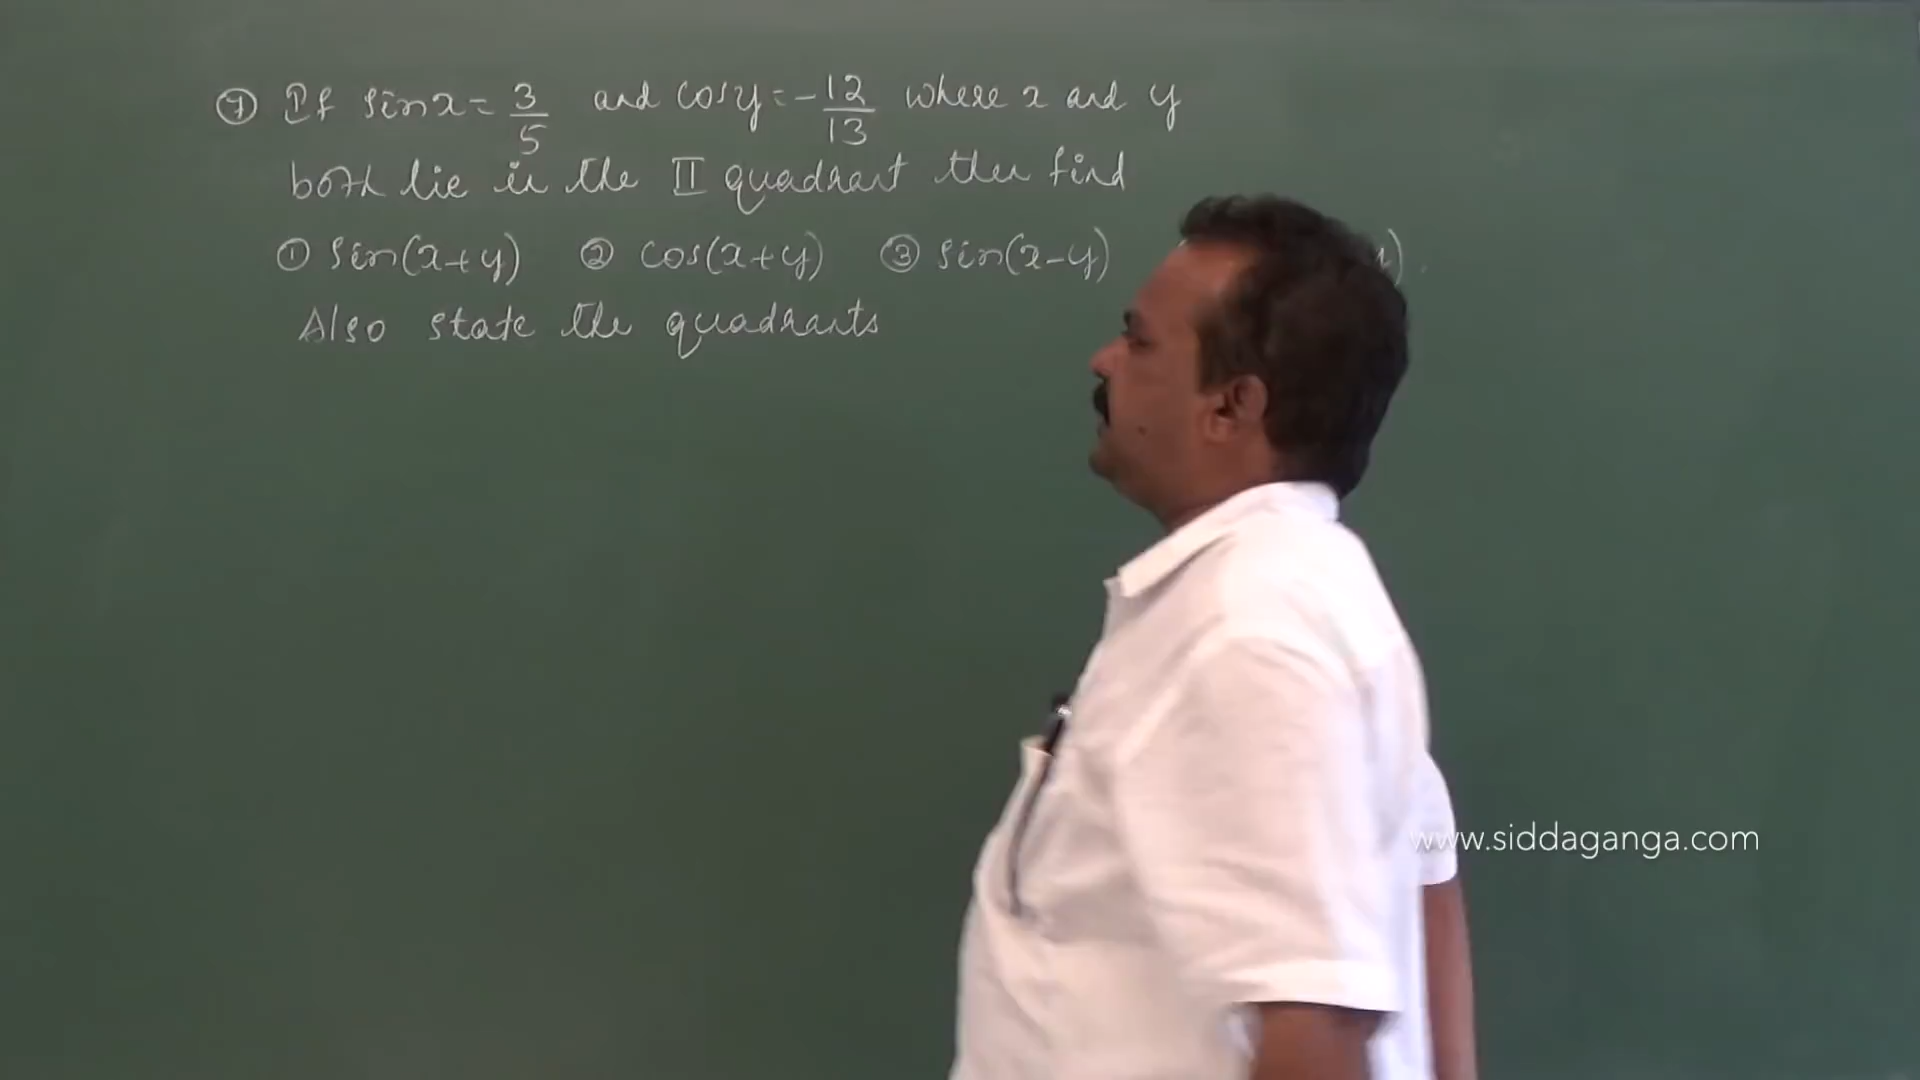 ⑦ If sinx = 3/5 and cosy = -12/13 where x and y
both lie in the II quadrant then find
① sin(x+y) ② cos(x+y) ③ sin(x-y) y).
Also state the quadrants
www.siddaganga.com